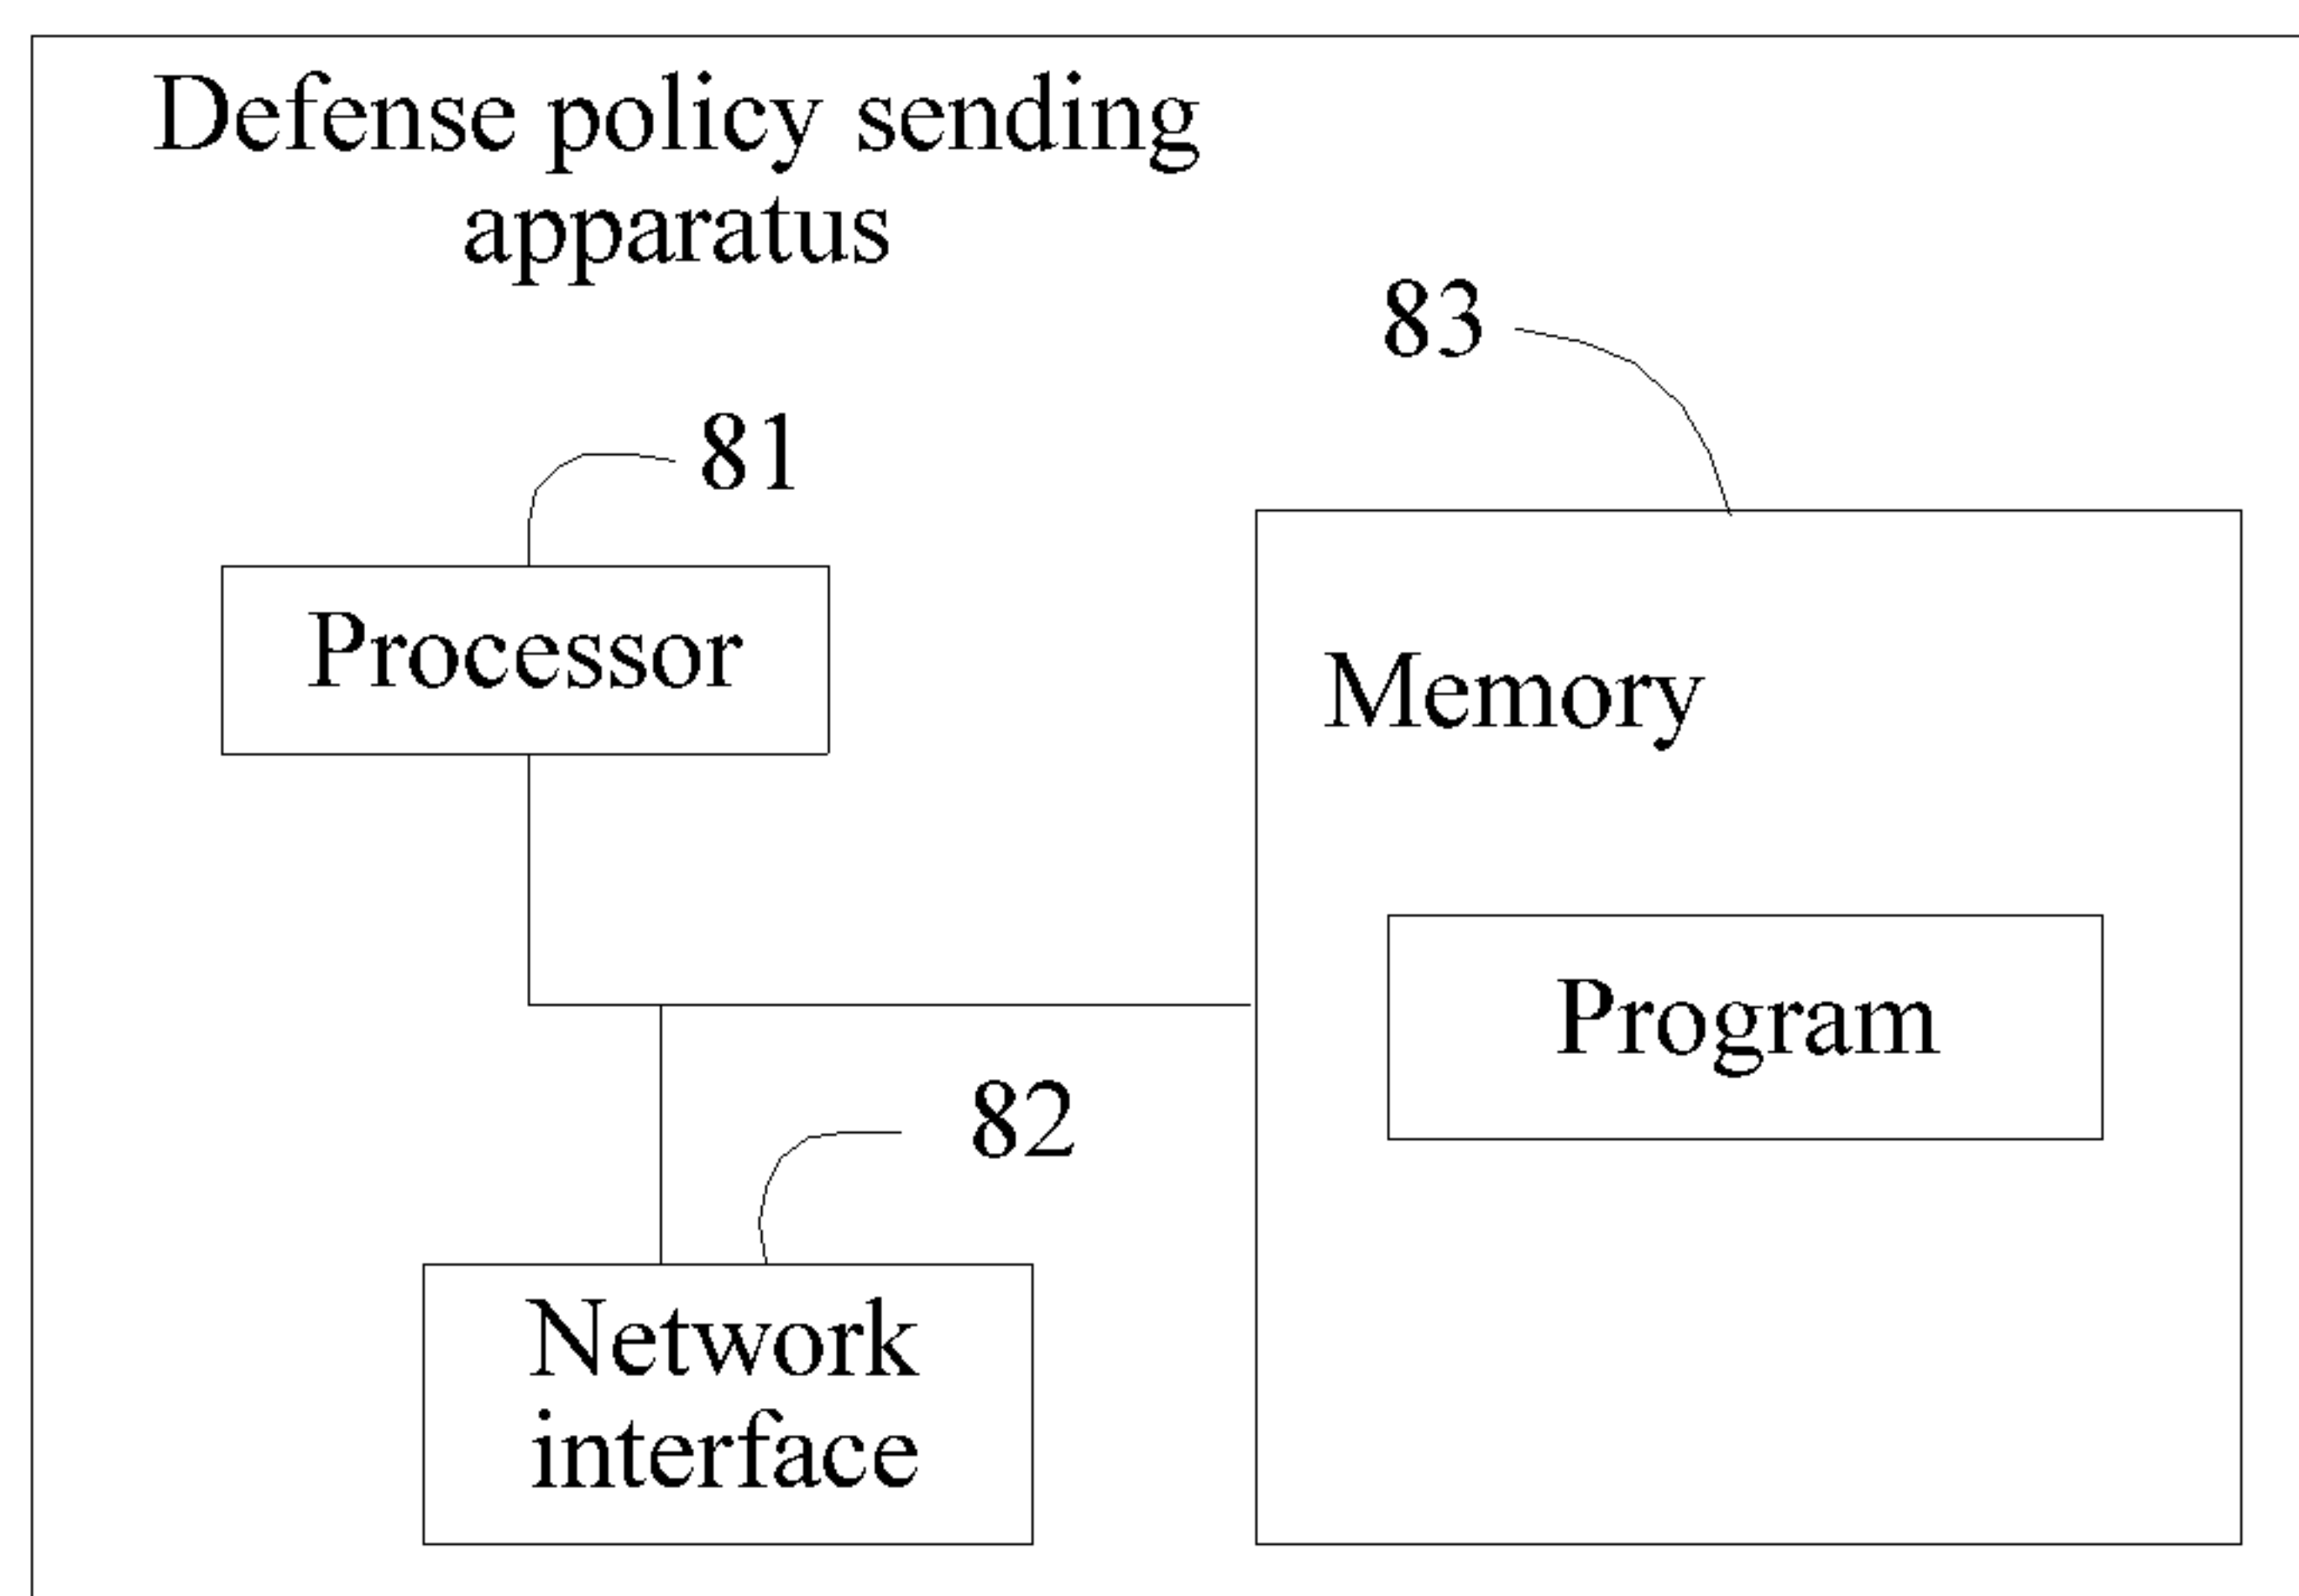 Defense policy sending
apparatus
83
81
Processor
Memory
Program
82
Network
interface